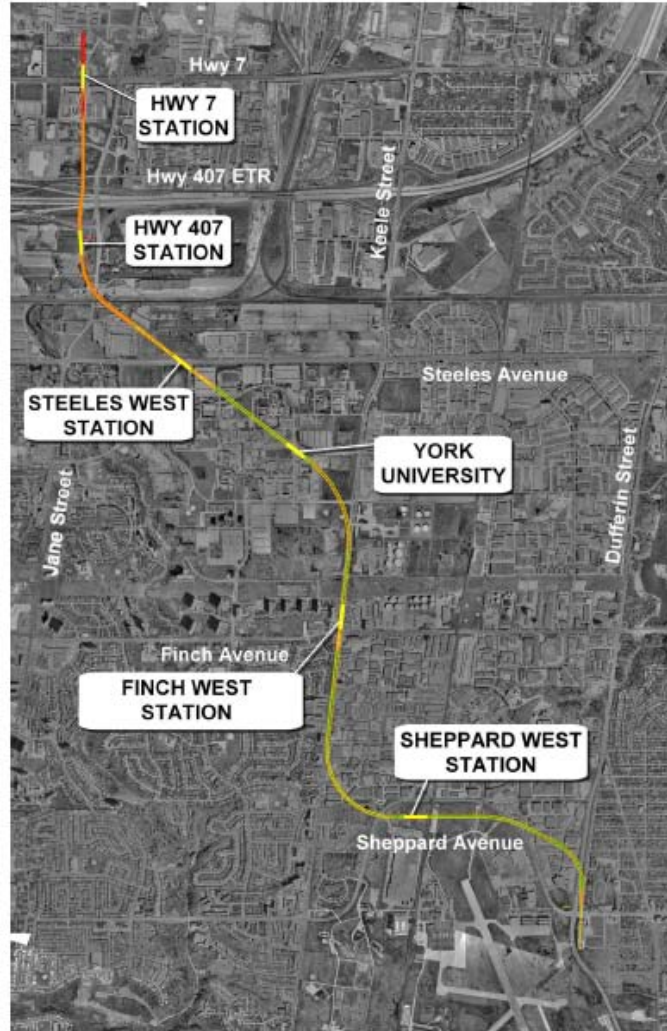 Hwy 7
HWY 7
STATION
Hwy 407 ETR
Keele Street
HWY 407
STATION
Steeles Avenue
STEELES WEST
STATION
YORK
UNIVERSITY
Dufferin Street
Jane Street
Finch Avenue
FINCH WEST
STATION
SHEPPARD WEST
STATION
Sheppard Avenue